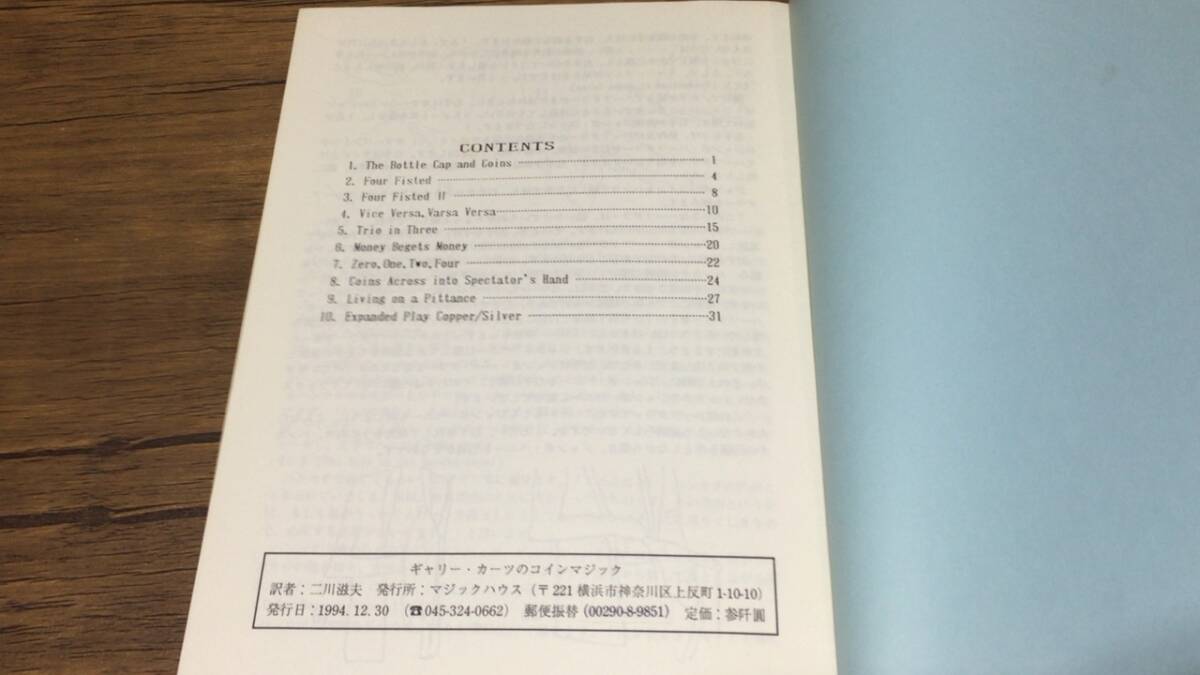 CONTENTS
1. The Bottle Cap and Coins 1
2. Four Fisted 4
3. Four Fisted II 8
4. Vice Versa, Varsa Versa 10
5. Trio in Three 15
6. Money Begets Money 20
7. Zero, One, Two, Four 22
8. Coins Across into Spectator's Hand 24
9. Living on a Pittance 27
10. Expanded Play Copper/Silver 31
ギャリー・カーツのコインマジック
訳者：二川滋夫 発行所：マジックハウス（〒221 横浜市神奈川区上反町1-10-10）
発行日：1994. 12. 30 （☎045-324-0662） 郵便振替（00290-8-9851） 定価：参阡圓